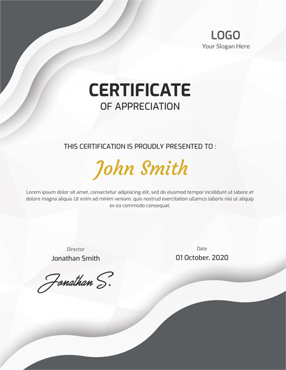 LOGO
Your Slogan Here
CERTIFICATE
OF APPRECIATION
THIS CERTIFICATION IS PROUDLY PRESENTED TO :
John Smith
Lorem ipsum dolor sit amet, consectetur adipisicing elit, sed do eiusmod tempor incididunt ut labore et
dolore magna aliqua. Ut enim ad minim veniam, quis nostrud exercitation ullamco laboris nisi ut aliquip
ex ea commodo consequat.
Director
Jonathan Smith
Jonathan S.
Date
01 October, 2020